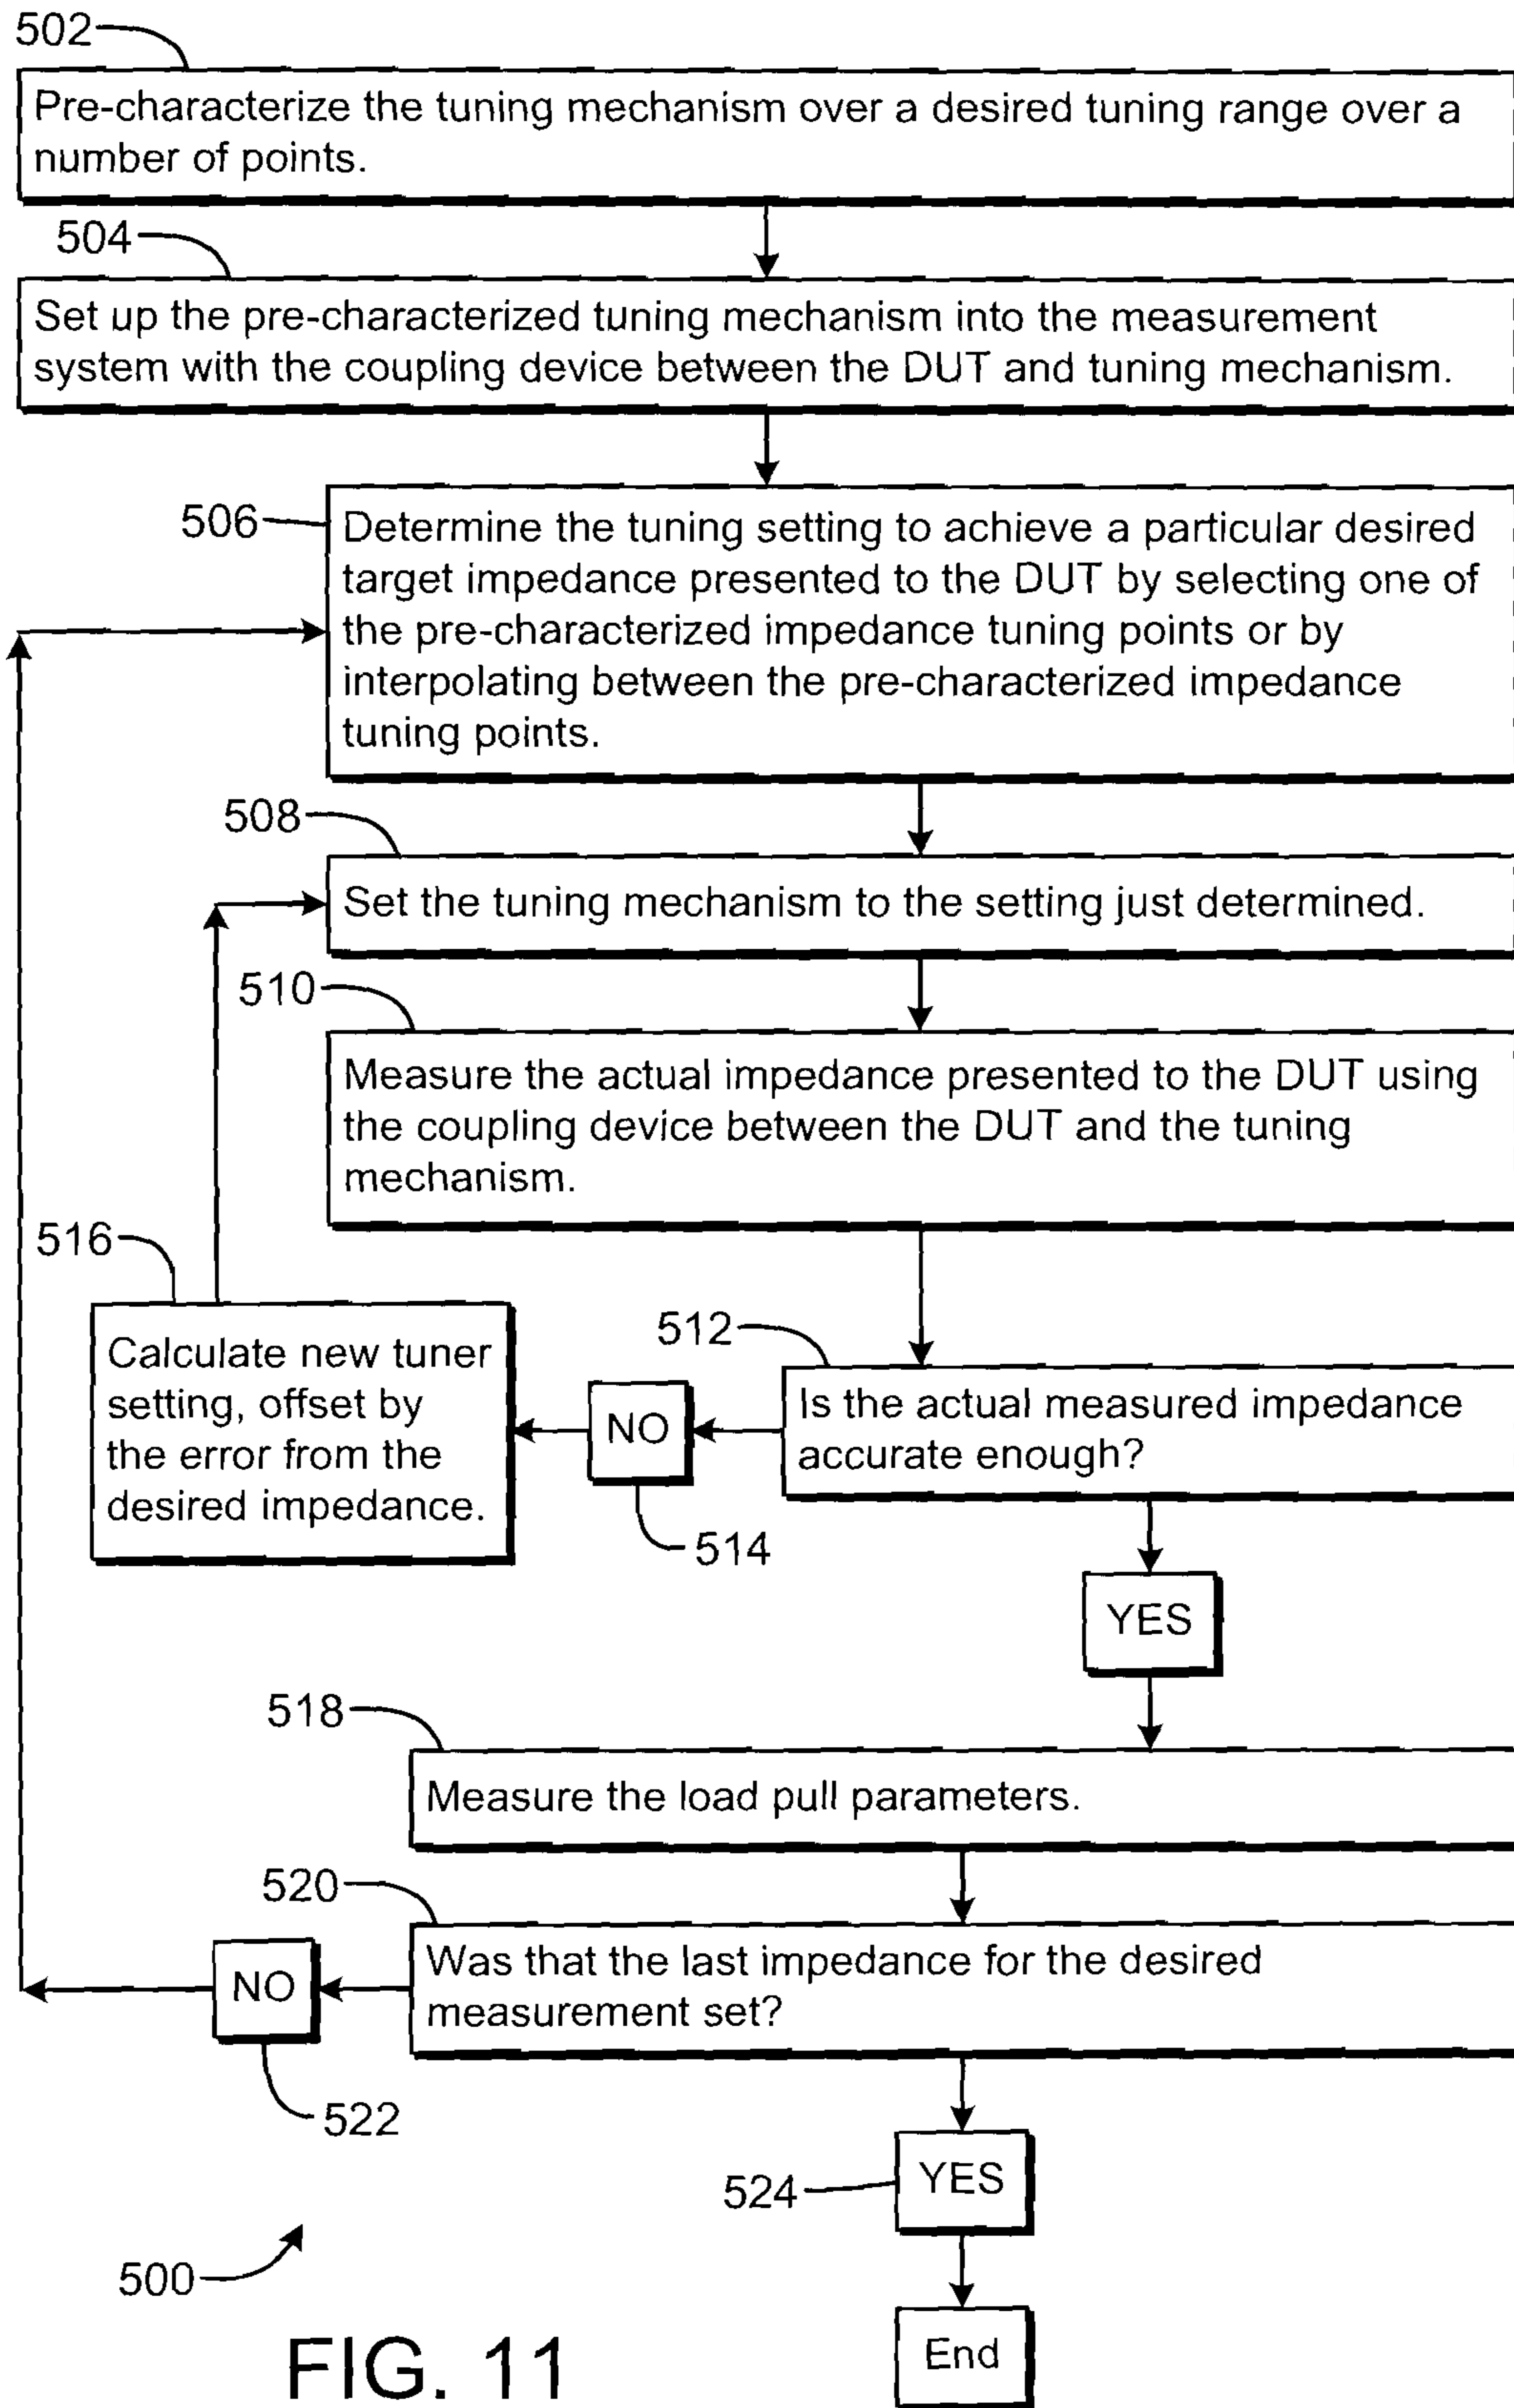 502
Pre-characterize the tuning mechanism over a desired tuning range over a
number of points.
504
Set up the pre-characterized tuning mechanism into the measurement
system with the coupling device between the DUT and tuning mechanism.
506
Determine the tuning setting to achieve a particular desired
target impedance presented to the DUT by selecting one of
the pre-characterized impedance tuning points or by
interpolating between the pre-characterized impedance
tuning points.
508
Set the tuning mechanism to the setting just determined.
510
Measure the actual impedance presented to the DUT using
the coupling device between the DUT and the tuning
mechanism.
516
Calculate new tuner
setting, offset by
the error from the
desired impedance.
512
Is the actual measured impedance
accurate enough?
NO
514
YES
518
Measure the load pull parameters.
520
Was that the last impedance for the desired
measurement set?
NO
522
524
YES
500
End
FIG. 11